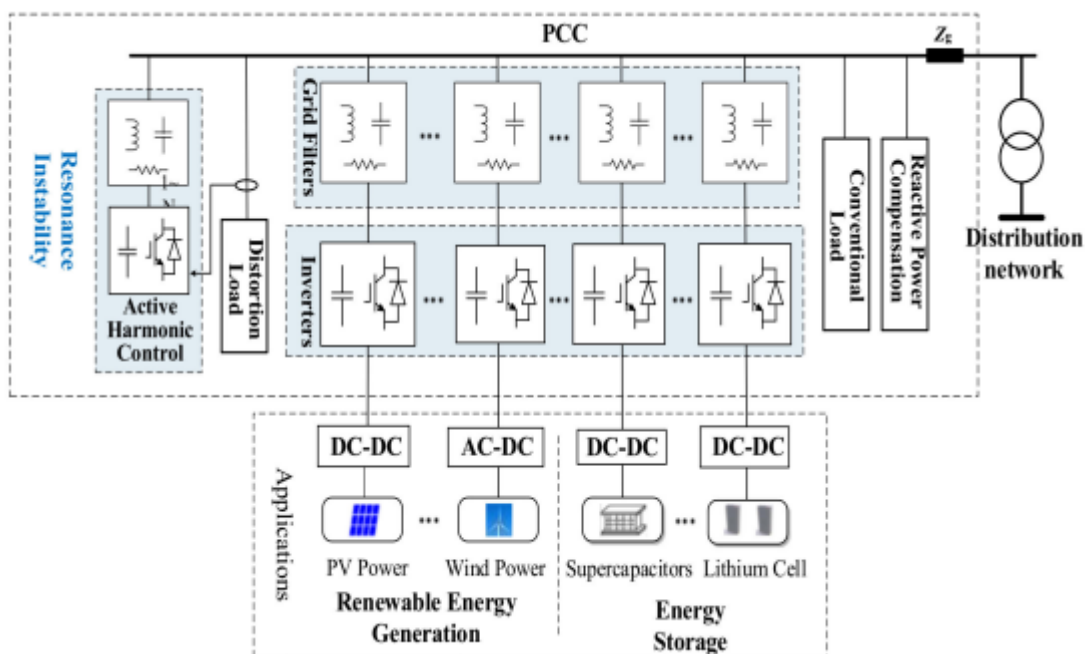 PCC
Zg
Grid Filters
...
...
...
Resonance
Instability
Inverters
...
...
...
Active
Harmonic
Control
Distortion
Load
Conventional
Load
Reactive Power
Compensation
Distribution
network
Applications
DC-DC
AC-DC
DC-DC
DC-DC
...
...
PV Power
Wind Power
Supercapacitors
Lithium Cell
Renewable Energy
Generation
Energy
Storage